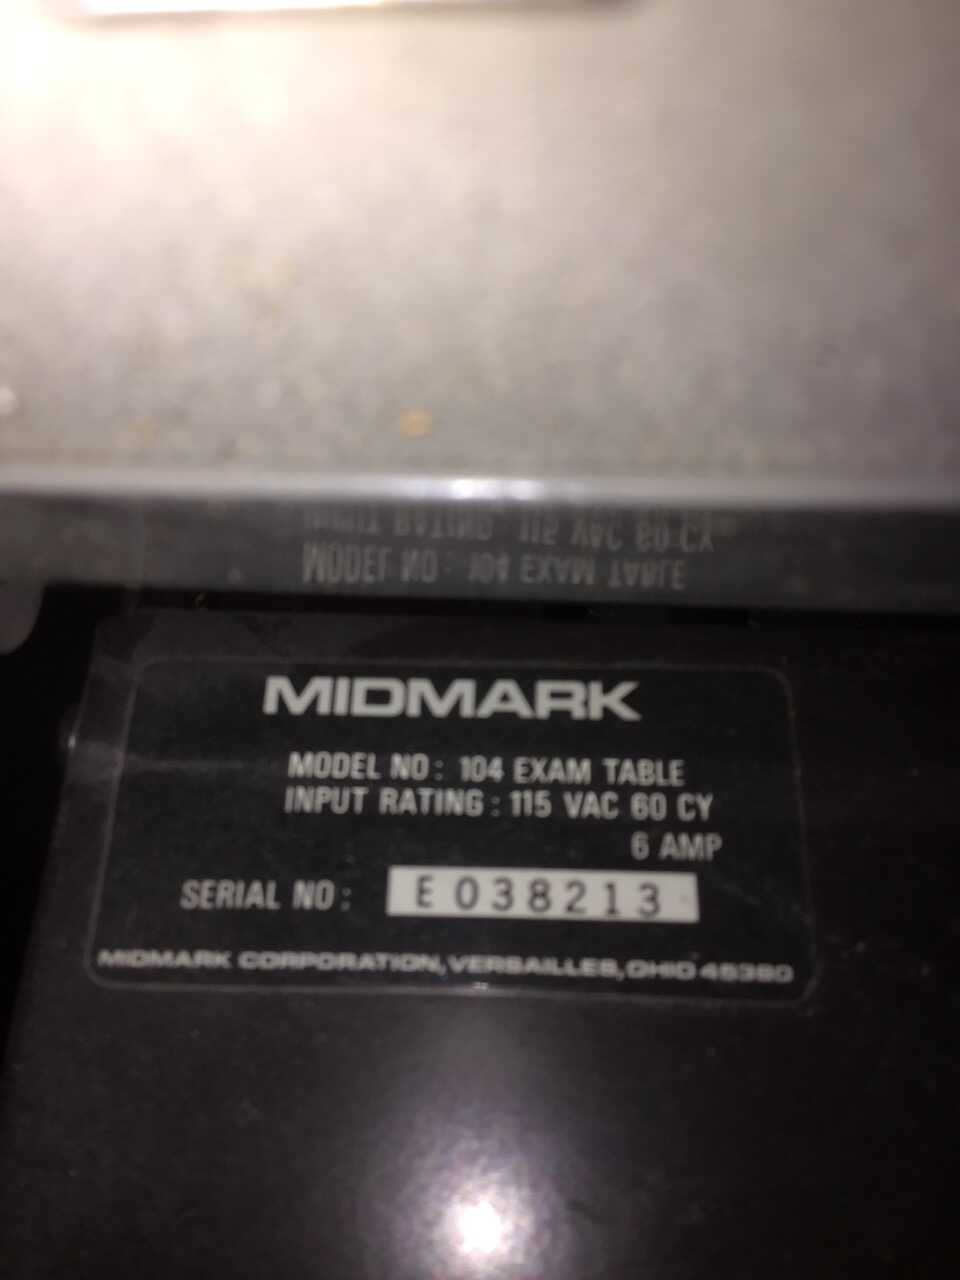 MIDMARK
MODEL NO: 104 EXAM TABLE
INPUT RATING: 115 VAC 60 CY
6 AMP
SERIAL NO: E038213
MIDMARK CORPORATION, VERSAILLES, OHIO 45380